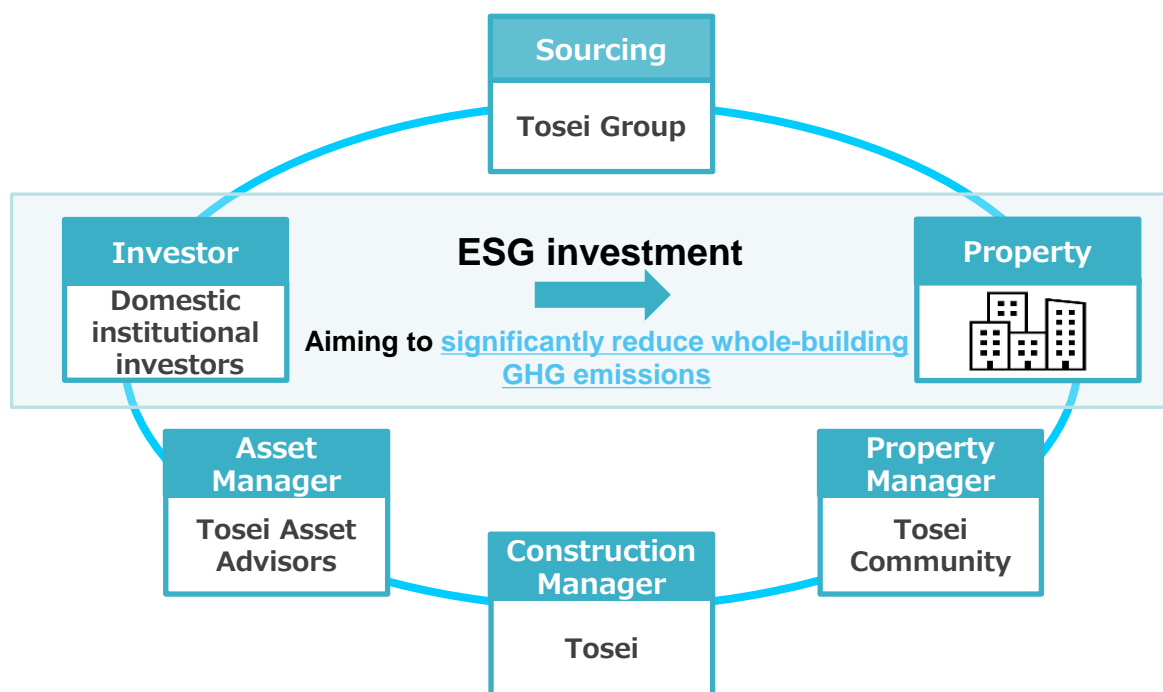 Sourcing
Tosei Group
Investor
Domestic
institutional
investors
ESG investment
Aiming to significantly reduce whole-building
GHG emissions
Property
Asset
Manager
Tosei Asset
Advisors
Construction
Manager
Tosei
Property
Manager
Tosei
Community